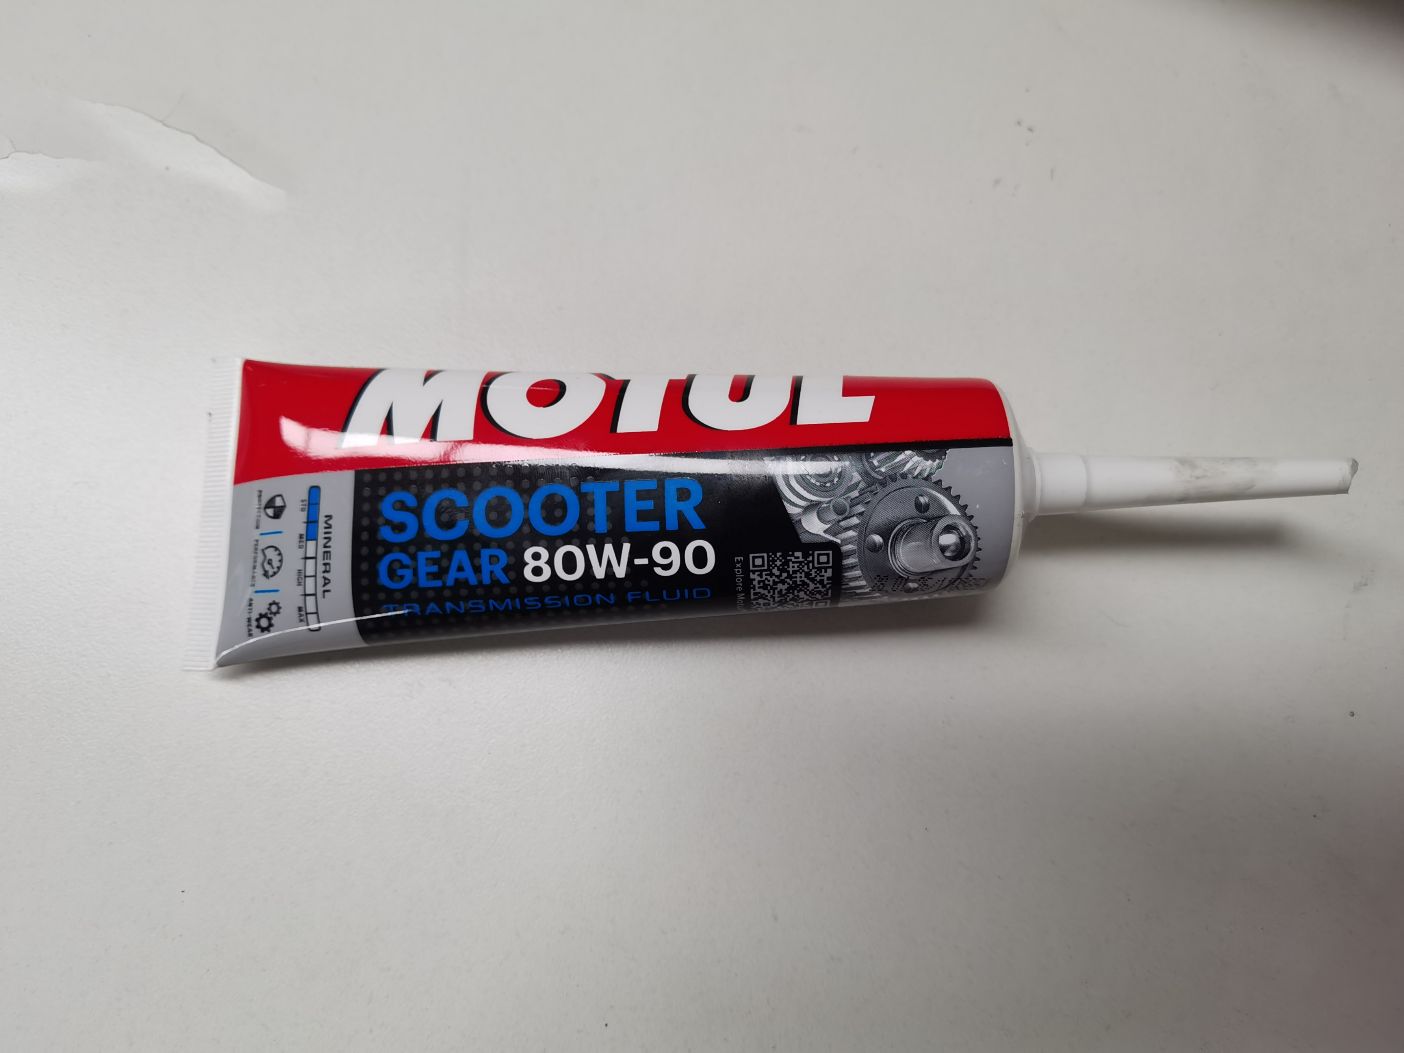 MOTUL
SCOOTER
GEAR 80W-90
TRANSMISSION FLUID
MINERAL
STD
MED
HIGH
MAX
PROTECTION
PERFORMANCE
ANTI-WEAR
Explore